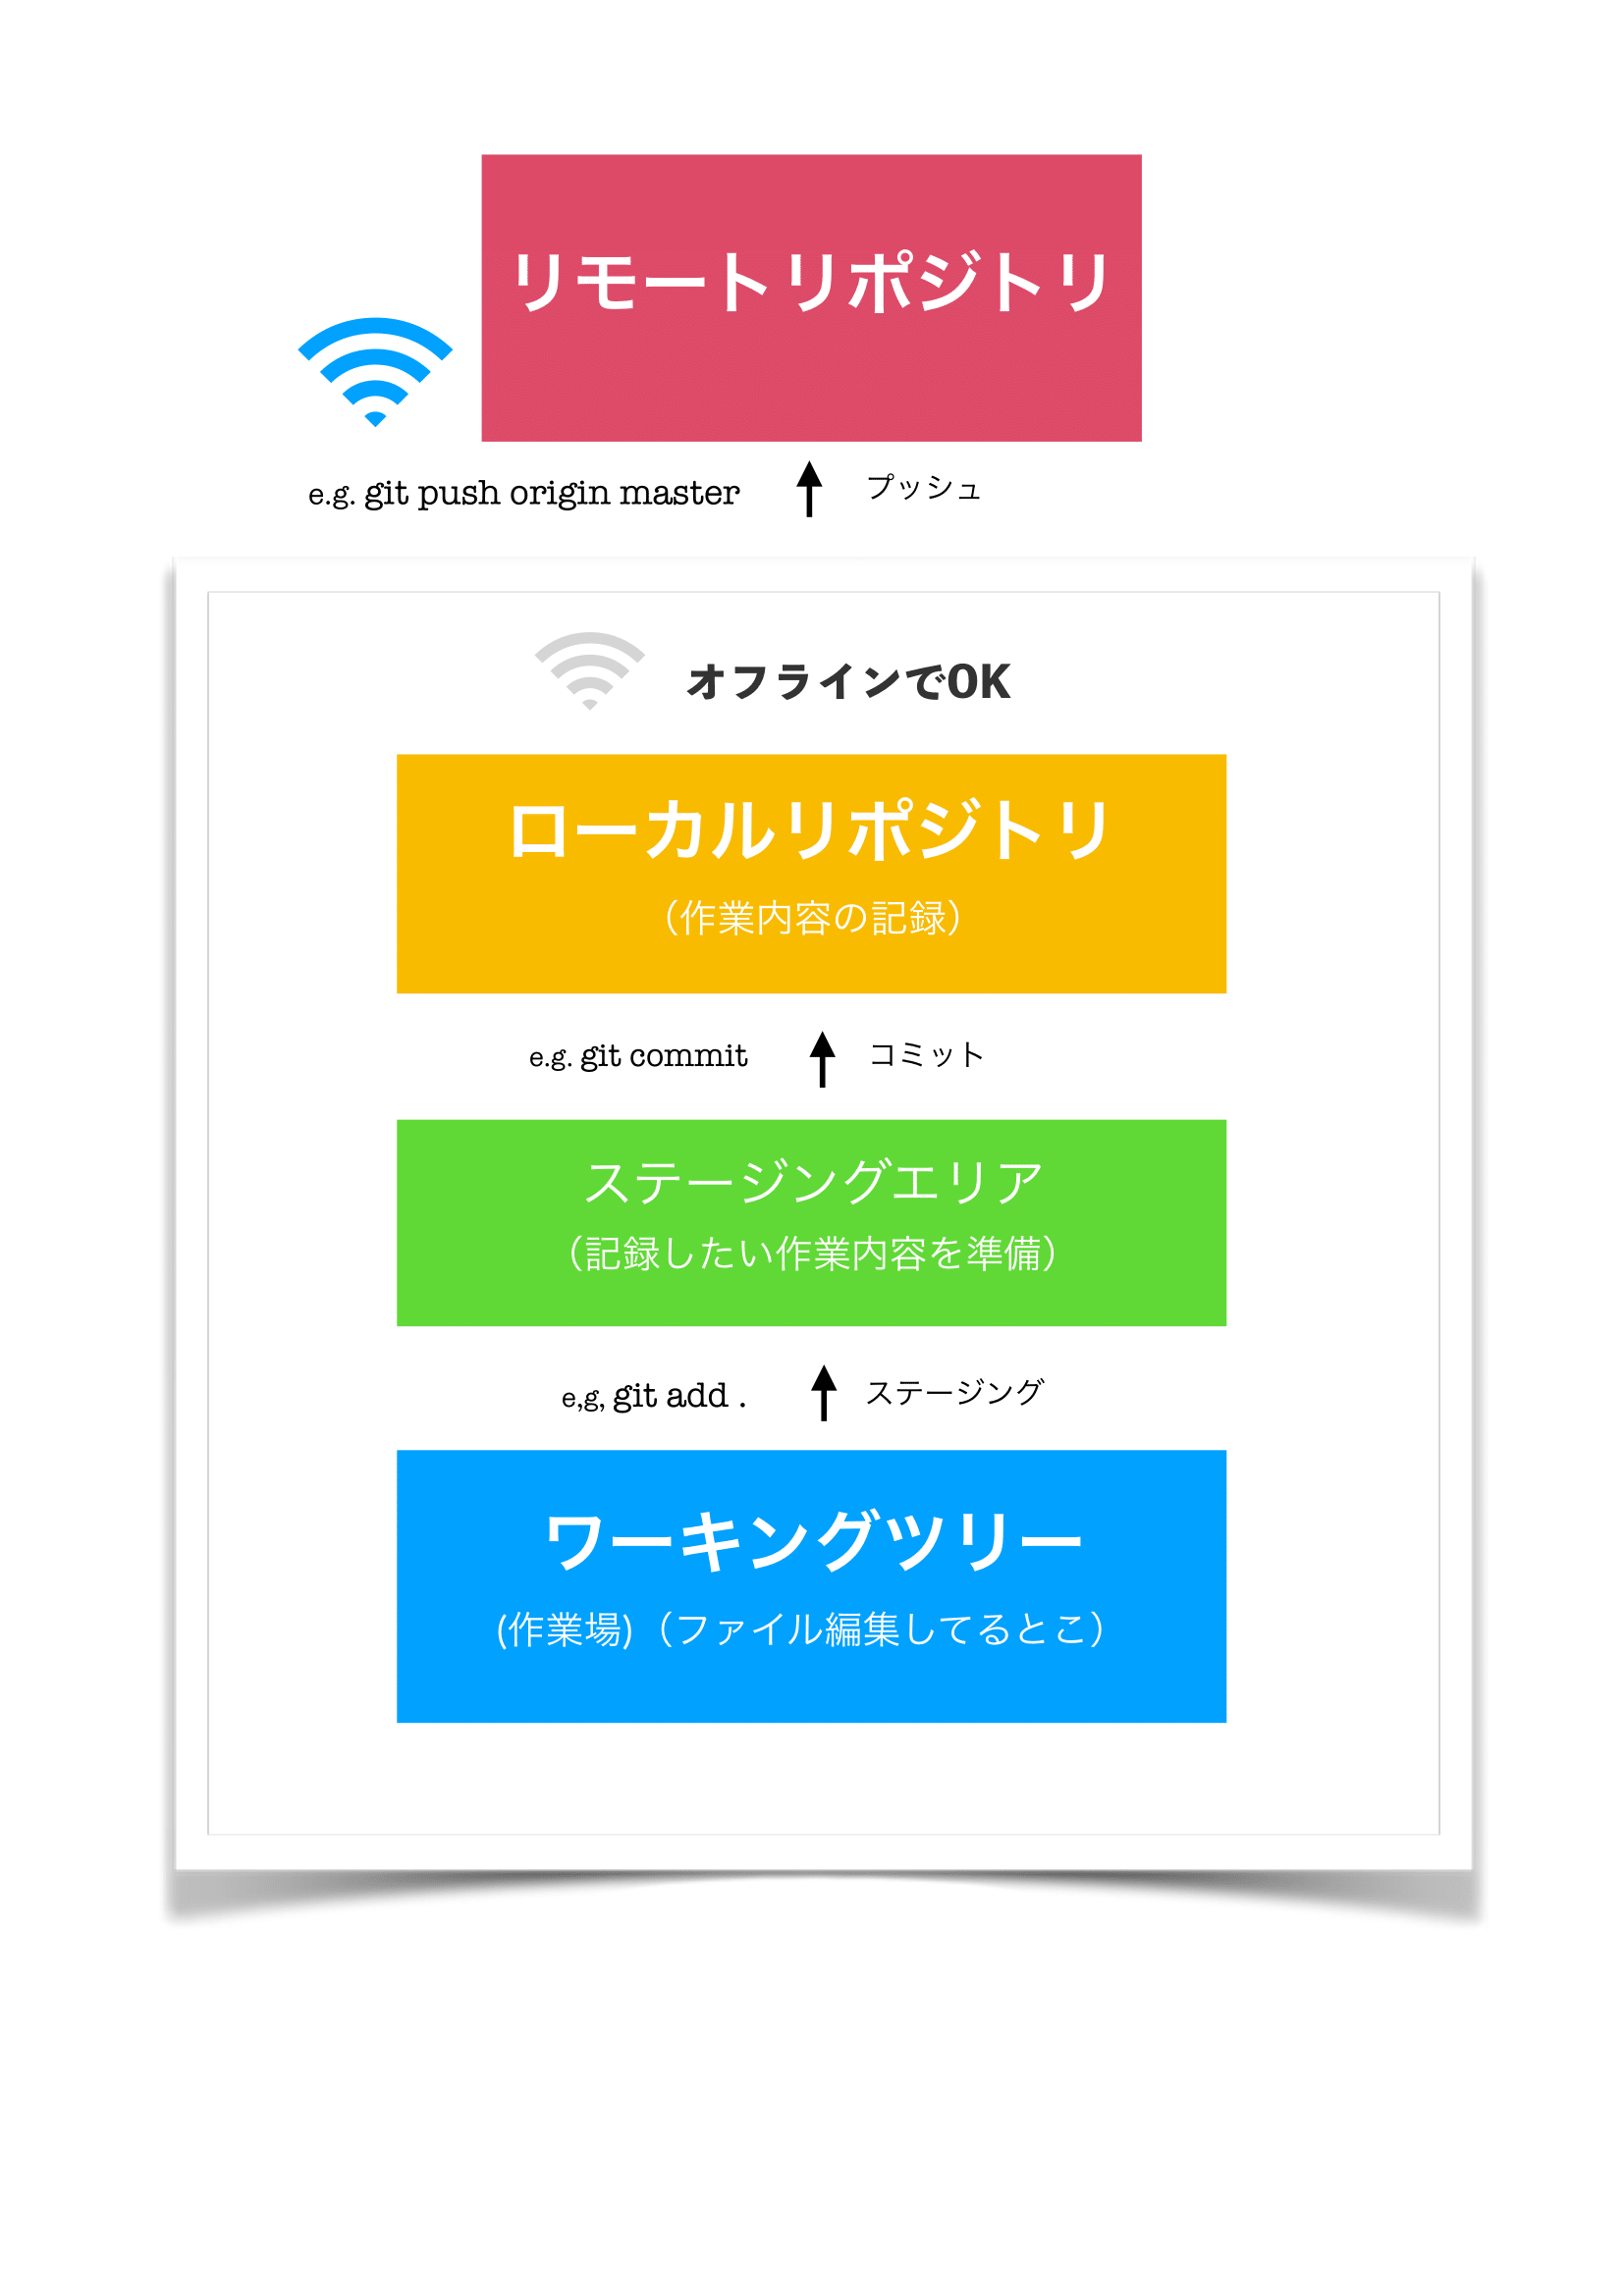 リモートリポジトリ
e.g. git push origin master
プッシュ
オフラインでOK
ローカルリポジトリ
（作業内容の記録）
e.g. git commit
コミット
ステージングエリア
（記録したい作業内容を準備）
e,g, git add .
ステージング
ワーキングツリー
(作業場)（ファイル編集してるとこ）